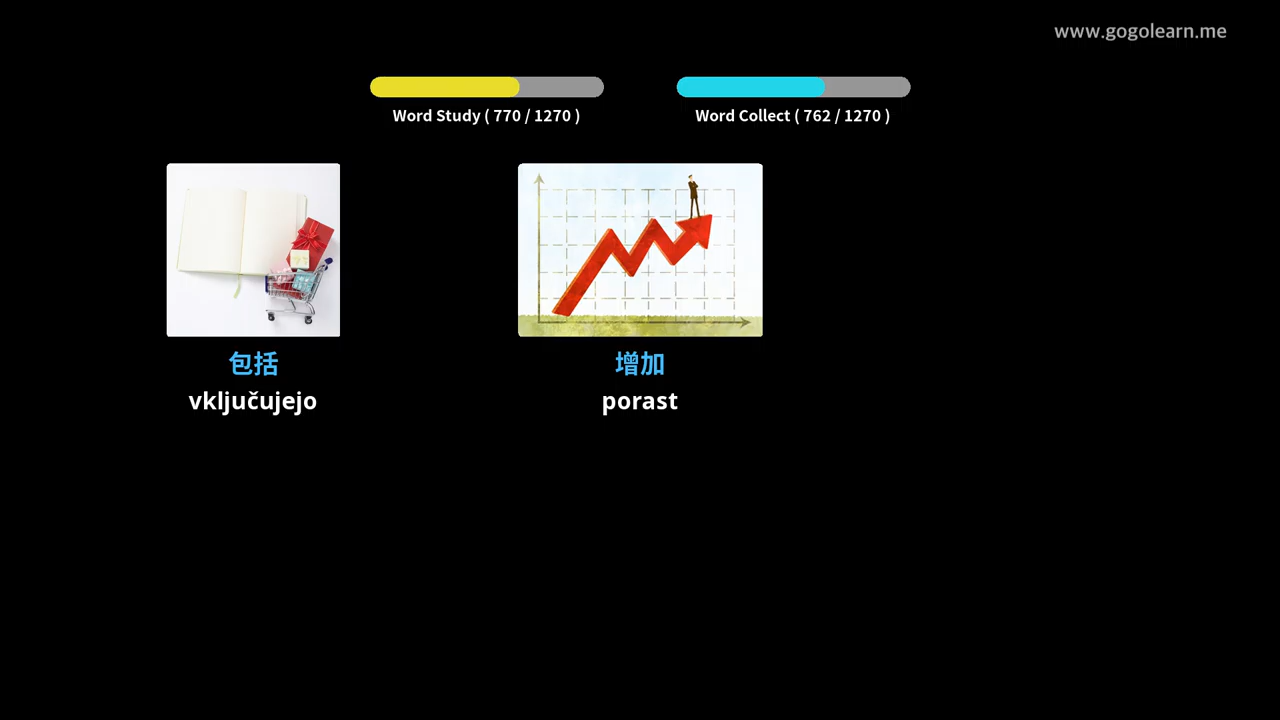 www.gogolearn.me
Word Study ( 770 / 1270 )
Word Collect ( 762 / 1270 )
包括
vključujejo
增加
porast